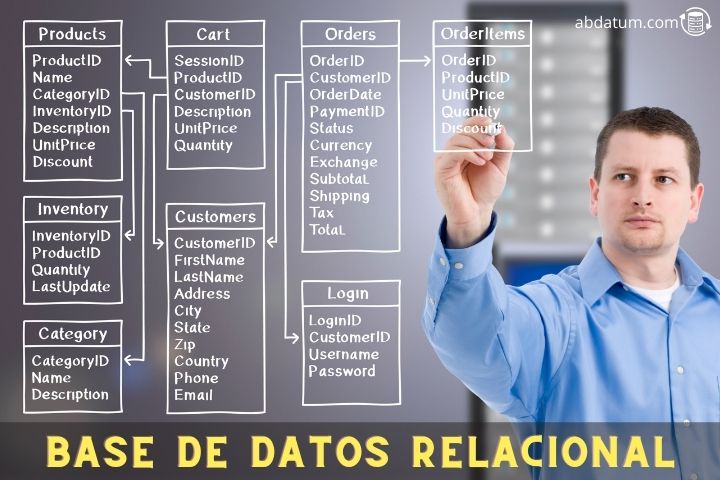 abdatum.com
Products
ProductID
Name
CategoryID
InventoryID
Description
UnitPrice
Discount
Cart
SessionID
ProductID
CustomerID
Description
UnitPrice
Quantity
Orders
OrderID
CustomerID
OrderDate
PaymentID
Status
Currency
Exchange
Subtotal
Shipping
Tax
Total
OrderItems
OrderID
ProductID
UnitPrice
Quantity
Discount
Inventory
InventoryID
ProductID
Quantity
LastUpdate
Customers
CustomerID
FirstName
LastName
Address
City
State
Zip
Country
Phone
Email
Login
LoginID
CustomerID
Username
Password
Category
CategoryID
Name
Description
BASE DE DATOS RELACIONAL